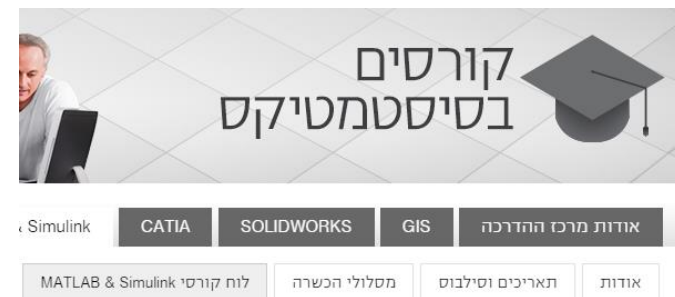 קורסים
בסיסטמטיקס
אודות מרכז ההדרכה GIS SOLIDWORKS CATIA & Simulink
אודות תאריכים וסילבוס מסלולי הכשרה לוח קורסי MATLAB & Simulink